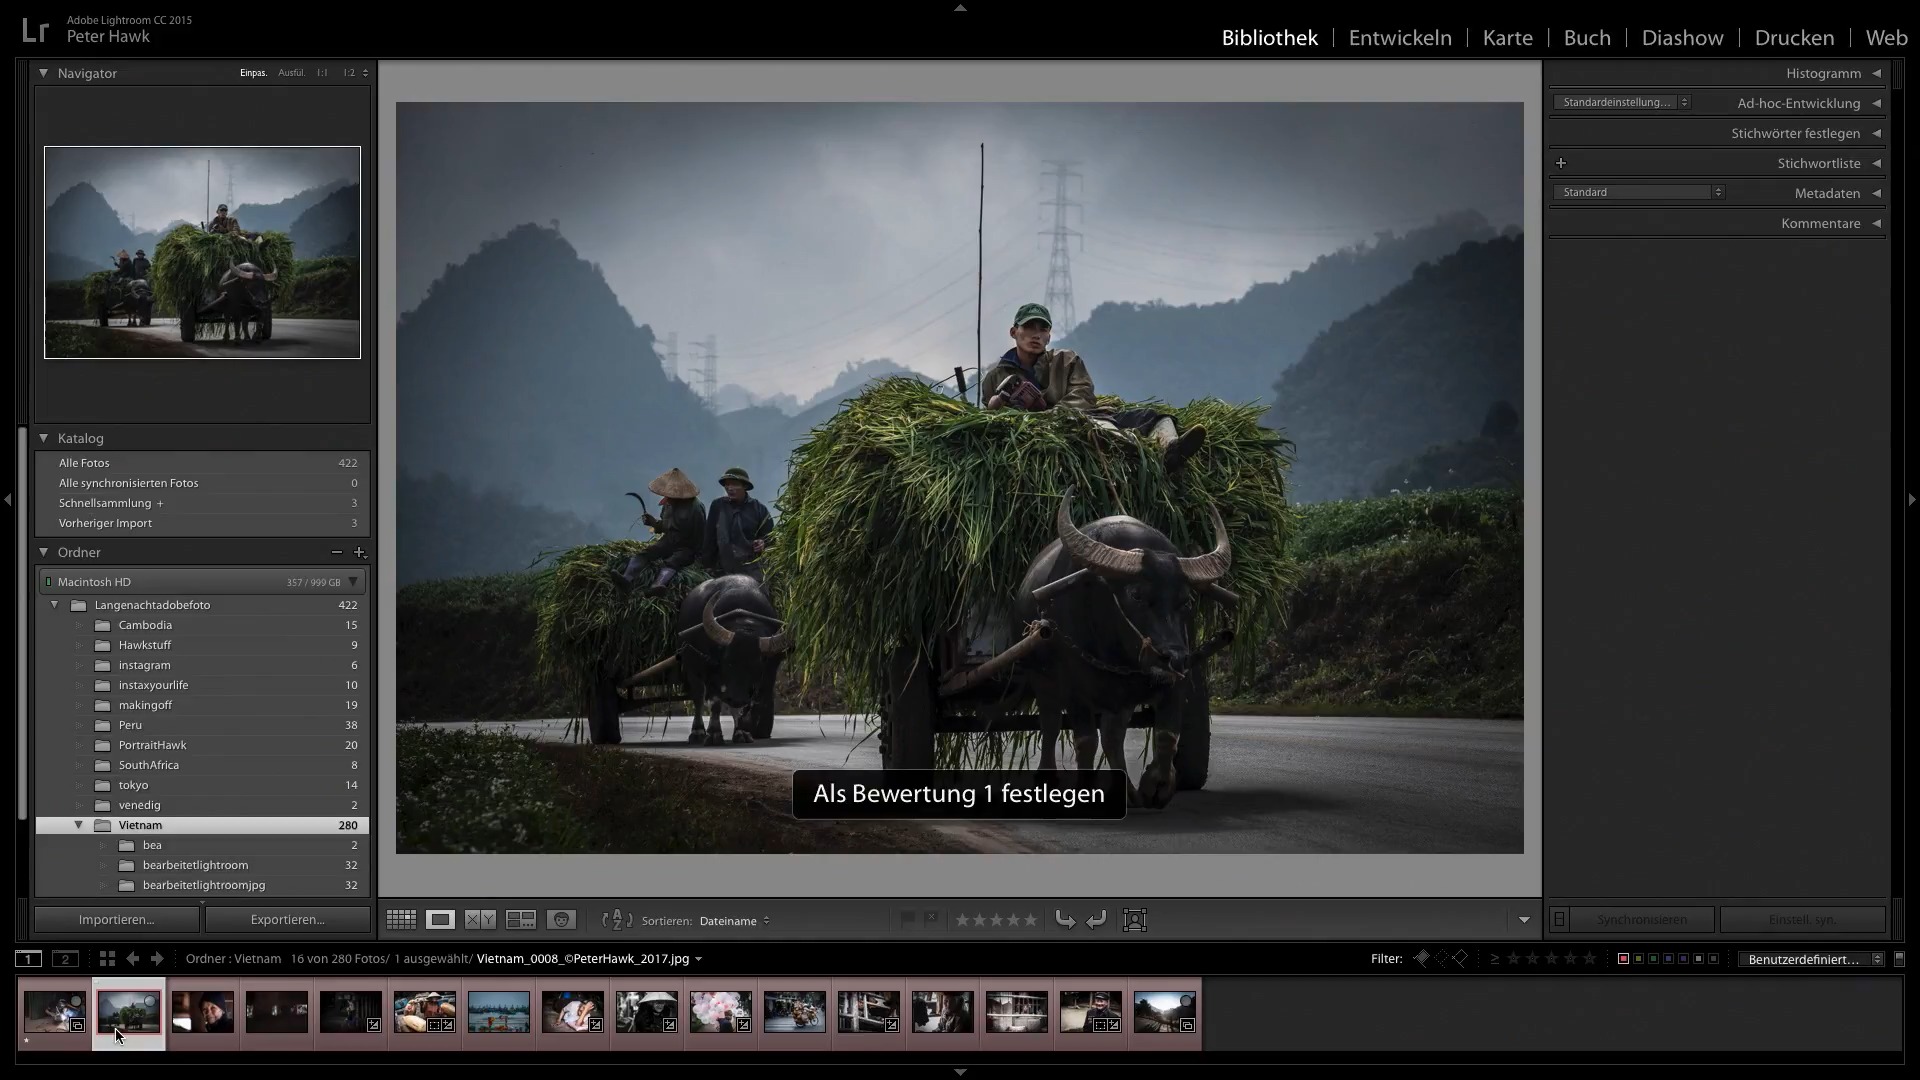 Lr
Adobe Lightroom CC 2015
Peter Hawk
Bibliothek | Entwickeln | Karte | Buch | Diashow | Drucken | Web
Navigator
Einpas. Ausfül. 1:1 1:2
Katalog
Alle Fotos 422
Alle synchronisierten Fotos 0
Schnellsammlung + 3
Vorheriger Import 3
Ordner
Macintosh HD 357 / 999 GB
Langenachtadobefoto 422
Cambodia 15
Hawkstuff 9
instagram 6
instaxyourlife 10
makingoff 19
Peru 38
PortraitHawk 20
SouthAfrica 8
tokyo 14
venedig 2
Vietnam 280
bea 2
bearbeitetlightroom 32
bearbeitetlightroomjpg 32
Importieren... Exportieren...
Als Bewertung 1 festlegen
Histogramm
Standardeinstellung... Ad-hoc-Entwicklung
Stichwörter festlegen
Stichwortliste
Standard Metadaten
Kommentare
XY Sortieren: Dateiname
Synchronisieren Einstell. syn.
1 2 Ordner : Vietnam 16 von 280 Fotos/ 1 ausgewählt/ Vietnam_0008_©PeterHawk_2017.jpg Filter: ≥ Benutzerdefiniert...